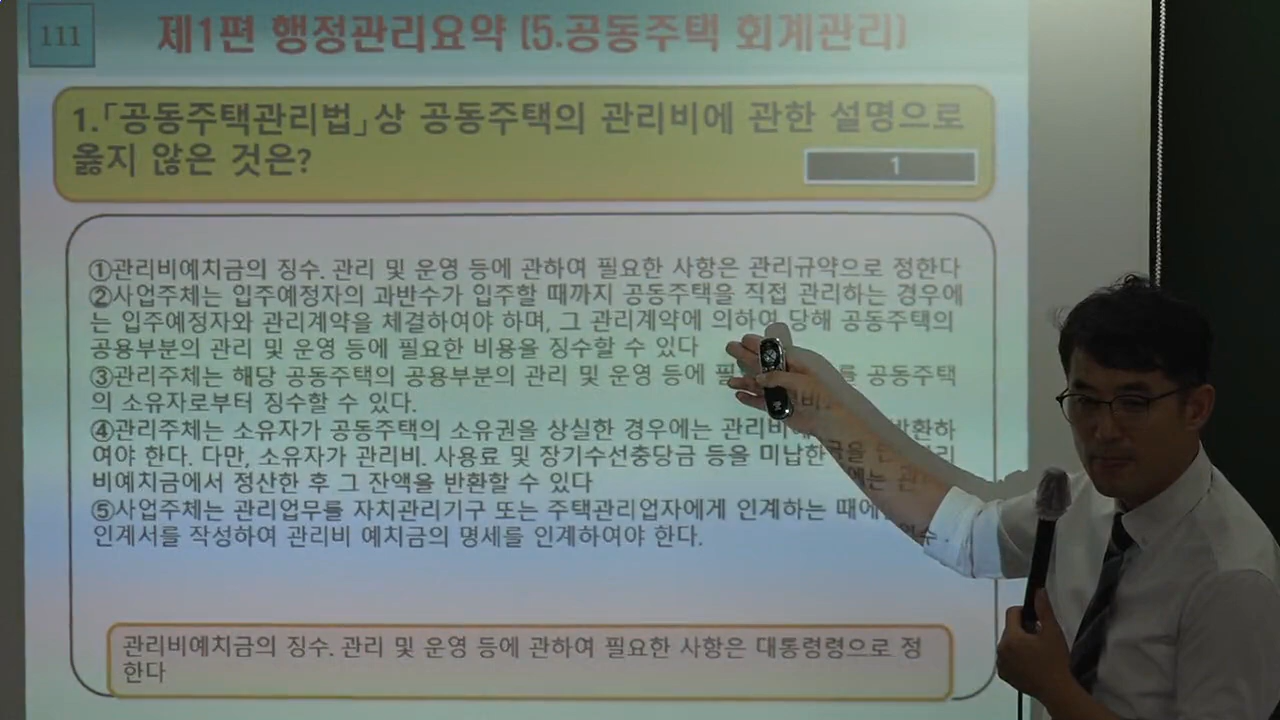 111
제1편 행정관리요약 (5.공동주택 회계관리)
1.「공동주택관리법」상 공동주택의 관리비에 관한 설명으로
옳지 않은 것은?
1
①관리비예치금의 징수. 관리 및 운영 등에 관하여 필요한 사항은 관리규약으로 정한다
②사업주체는 입주예정자의 과반수가 입주할 때까지 공동주택을 직접 관리하는 경우에
는 입주예정자와 관리계약을 체결하여야 하며, 그 관리계약에 의하여 당해 공동주택의
공용부분의 관리 및 운영 등에 필요한 비용을 징수할 수 있다
③관리주체는 해당 공동주택의 공용부분의 관리 및 운영 등에 를 공동주택
의 소유자로부터 징수할 수 있다.
④관리주체는 소유자가 공동주택의 소유권을 상실한 경우에는 반환하
여야 한다. 다만, 소유자가 관리비. 사용료 및 장기수선충당금 등을
비예치금에서 정산한 후 그 잔액을 반환할 수 있다
⑤사업주체는 관리업무를 자치관리기구 또는 주택관리업자에게 인계하는
인계서를 작성하여 관리비 예치금의 명세를 인계하여야 한다.
관리비예치금의 징수. 관리 및 운영 등에 관하여 필요한 사항은 대통령령으로 정
한다